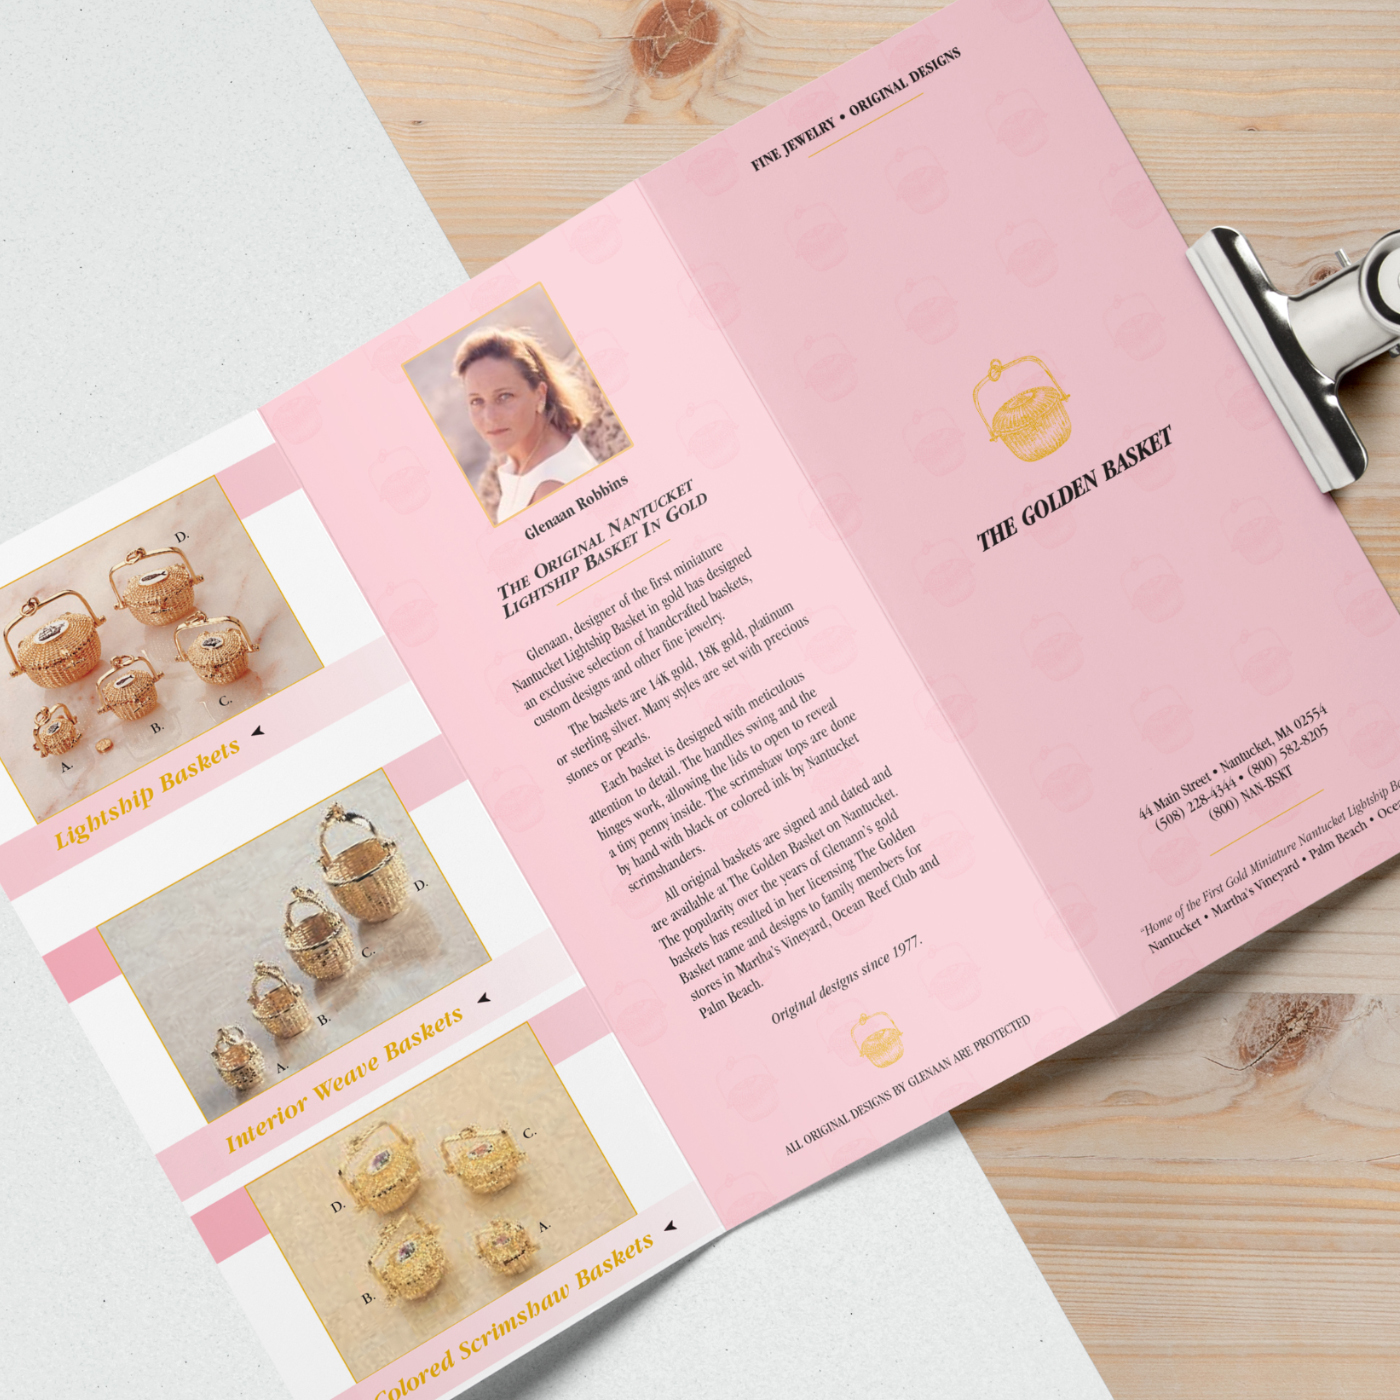 D.
C.
B.
A.
Lightship Baskets
D.
C.
B.
A.
Interior Weave Baskets
C.
D.
A.
B.
Colored Scrimshaw Baskets
Glenaan Robbins
THE ORIGINAL NANTUCKET
LIGHTSHIP BASKET IN GOLD
Glenaan, designer of the first miniature
Nantucket Lightship Basket in gold has designed
an exclusive selection of handcrafted baskets,
custom designs and other fine jewelry.
The baskets are 14K gold, 18K gold, platinum
or sterling silver. Many styles are set with precious
stones or pearls.
Each basket is designed with meticulous
attention to detail. The handles swing and the
hinges work, allowing the lids to open to reveal
a tiny penny inside. The scrimshaw tops are done
by hand with black or colored ink by Nantucket
scrimshanders.
All original baskets are signed and dated and
are available at The Golden Basket on Nantucket.
The popularity over the years of Glenann's gold
baskets has resulted in her licensing The Golden
Basket name and designs to family members for
stores in Martha's Vineyard, Ocean Reef Club and
Palm Beach.
Original designs since 1977.
ALL ORIGINAL DESIGNS BY GLENAAN ARE PROTECTED
FINE JEWELRY • ORIGINAL DESIGNS
THE GOLDEN BASKET
44 Main Street • Nantucket, MA 02554
(508) 228-4344 • (800) 582-8205
(800) NAN-BSKT
"Home of the First Gold Miniature Nantucket Lightship
Nantucket • Martha's Vineyard • Palm Beach •